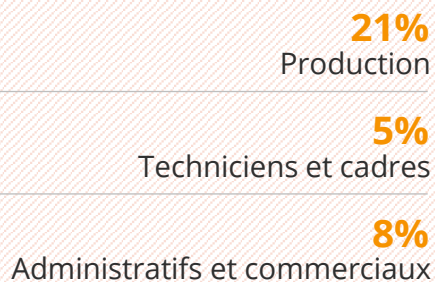 21%
Production
5%
Techniciens et cadres
8%
Administratifs et commerciaux